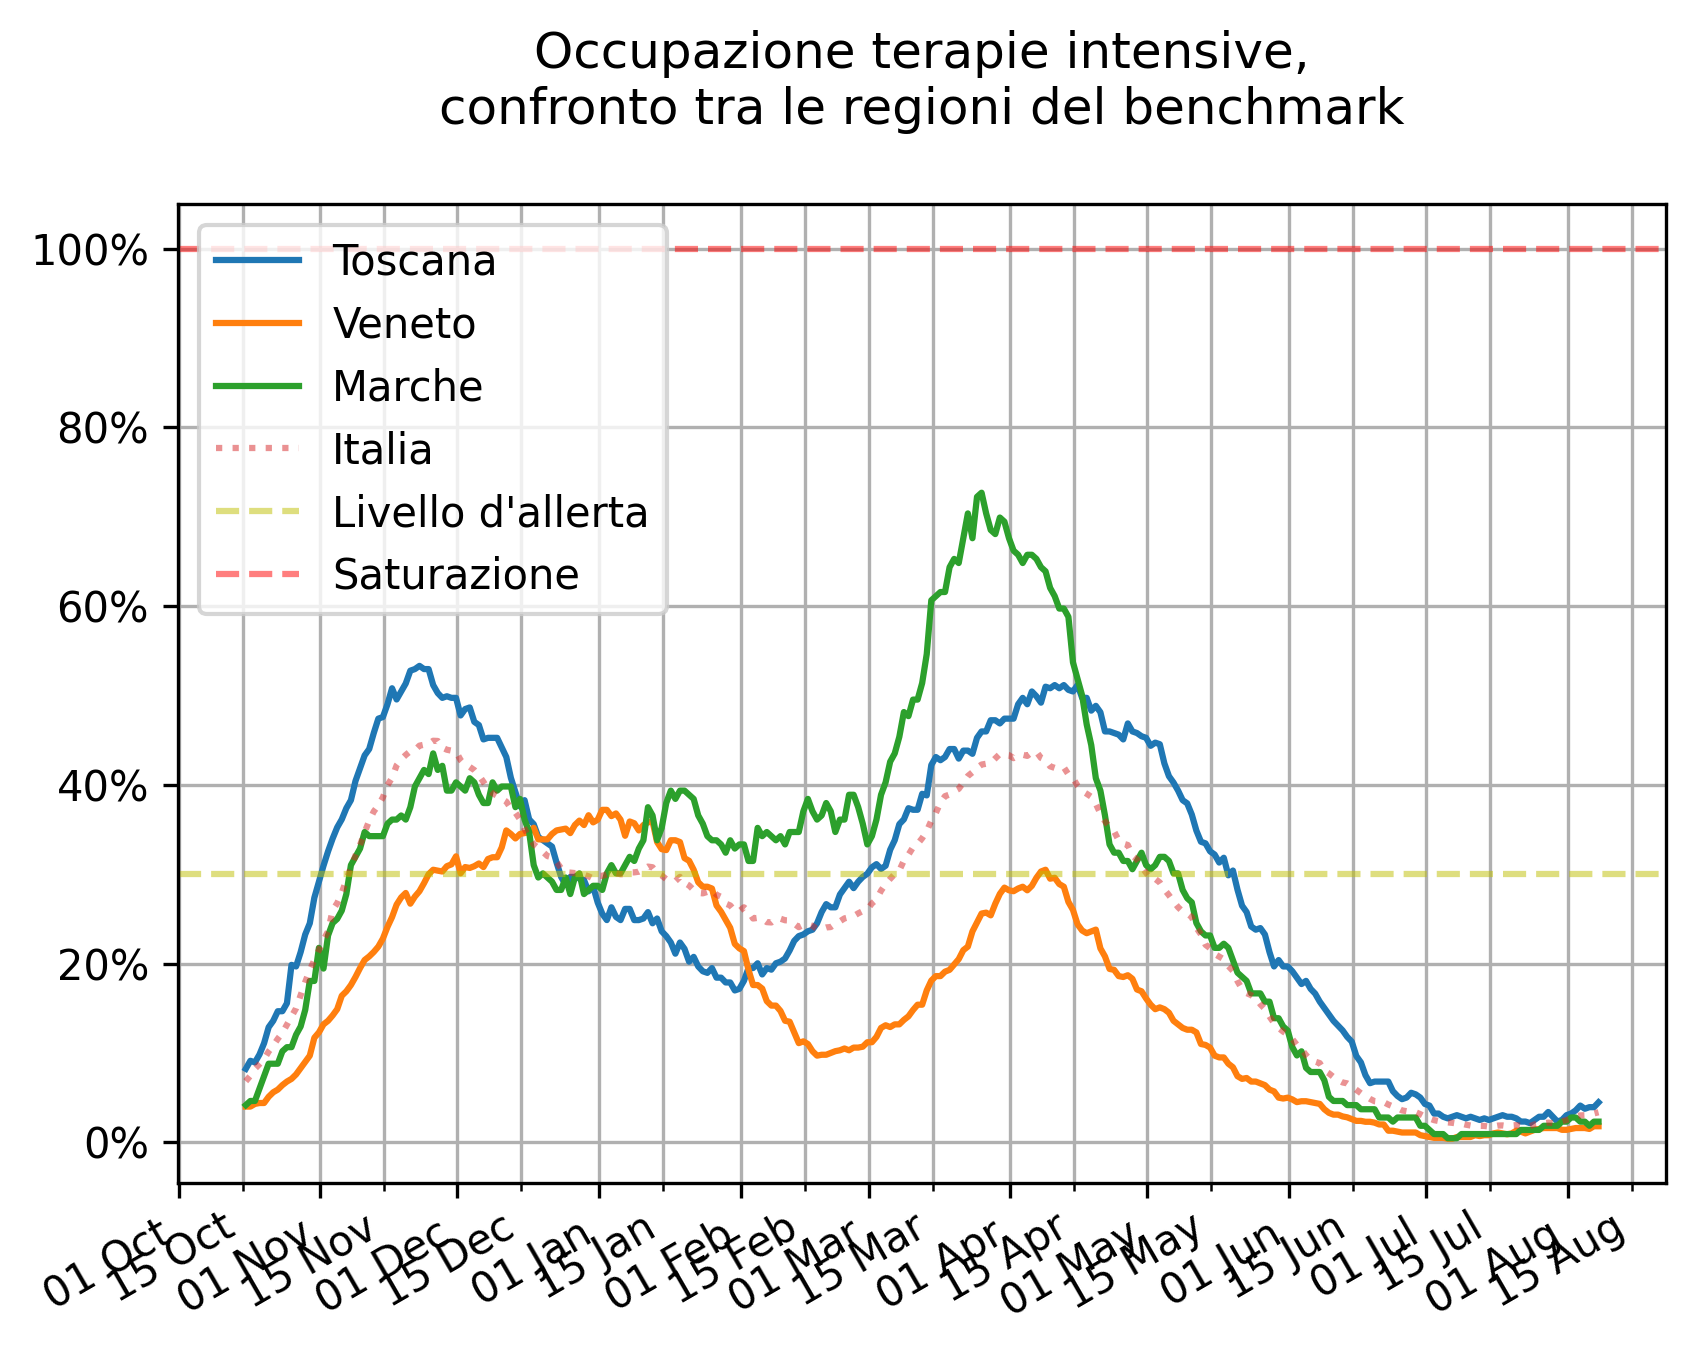 Occupazione terapie intensive,
confronto tra le regioni del benchmark
100%
80%
60%
40%
20%
0%
Toscana
Veneto
Marche
Italia
Livello d'allerta
Saturazione
01 Oct
15 Oct
01 Nov
15 Nov
01 Dec
15 Dec
01 Jan
15 Jan
01 Feb
15 Feb
01 Mar
15 Mar
01 Apr
15 Apr
01 May
15 May
01 Jun
15 Jun
01 Jul
15 Jul
01 Aug
15 Aug